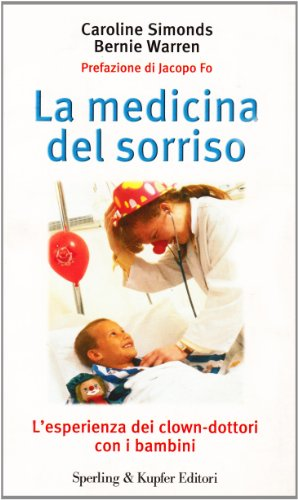 Caroline Simonds
Bernie Warren
Prefazione di Jacopo Fo
La medicina
del sorriso
L'esperienza dei clown-dottori
con i bambini
Sperling & Kupfer Editori